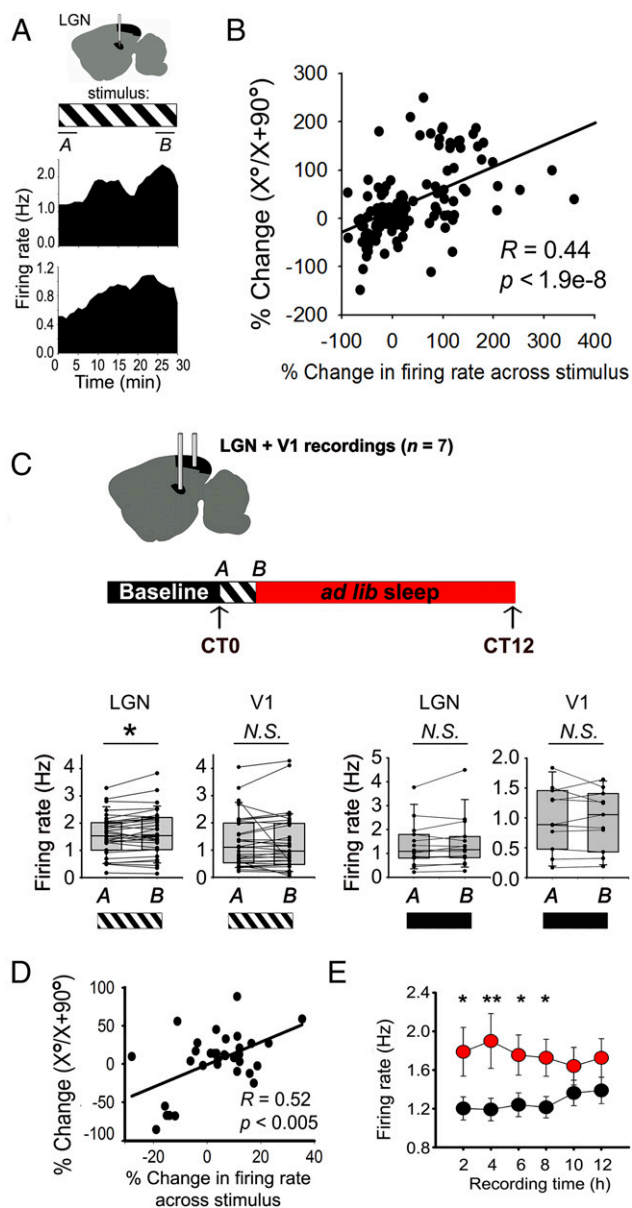 A
LGN
stimulus:
A B
Firing rate (Hz)
2.0
1.0
0.0
1.2
0.8
0.4
0.0
0 5 10 15 20 25 30
Time (min)
B
% Change (X°/X+90°)
300
200
100
0
-100
-200
R = 0.44
p < 1.9e-8
-100 0 100 200 300 400
% Change in firing rate across stimulus
C
LGN + V1 recordings (n = 7)
A B
Baseline ad lib sleep
CT0 CT12
LGN V1 LGN V1
* N.S. N.S. N.S.
Firing rate (Hz)
4
3
2
1
0
A B
4
3
2
1
0
A B
Firing rate (Hz)
5
4
3
2
1
0
A B
2.0
1.5
1.0
0.5
0.0
A B
D
% Change (X°/X+90°)
100
50
0
-50
-100
R = 0.52
p < 0.005
-20 0 20 40
% Change in firing rate
across stimulus
E
Firing rate (Hz)
2.4
2.0
1.6
1.2
0.8
* ** * *
2 4 6 8 10 12
Recording time (h)